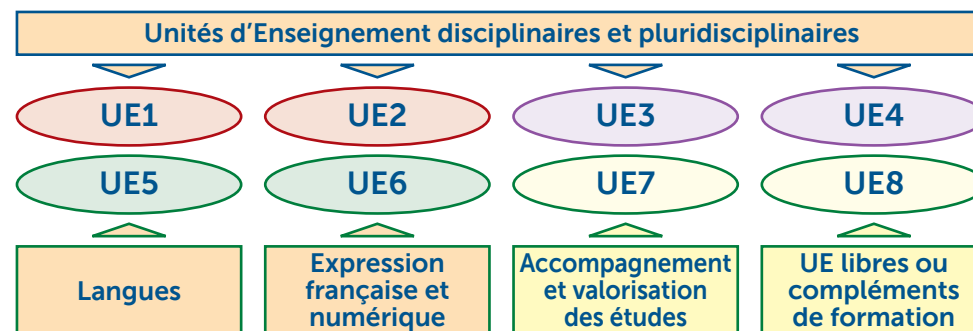 Unités d’Enseignement disciplinaires et pluridisciplinaires
UE1
UE2
UE3
UE4
UE5
UE6
UE7
UE8
Langues
Expression
française et
numérique
Accompagnement
et valorisation
des études
UE libres ou
compléments
de formation